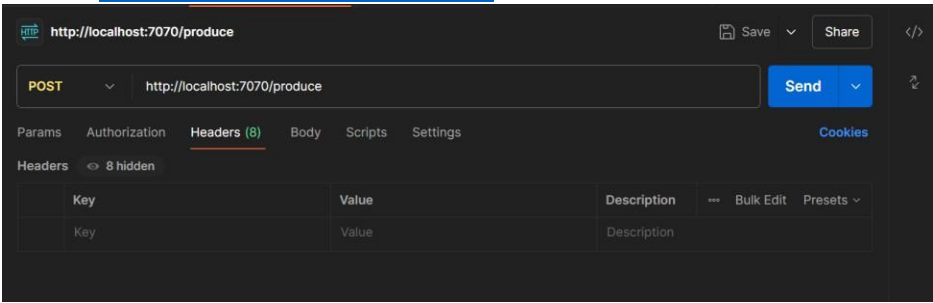 HTTP http://localhost:7070/produce Save Share </>
POST http://localhost:7070/produce Send
Params Authorization Headers (8) Body Scripts Settings Cookies
Headers 8 hidden
Key Value Description ••• Bulk Edit Presets
Key Value Description